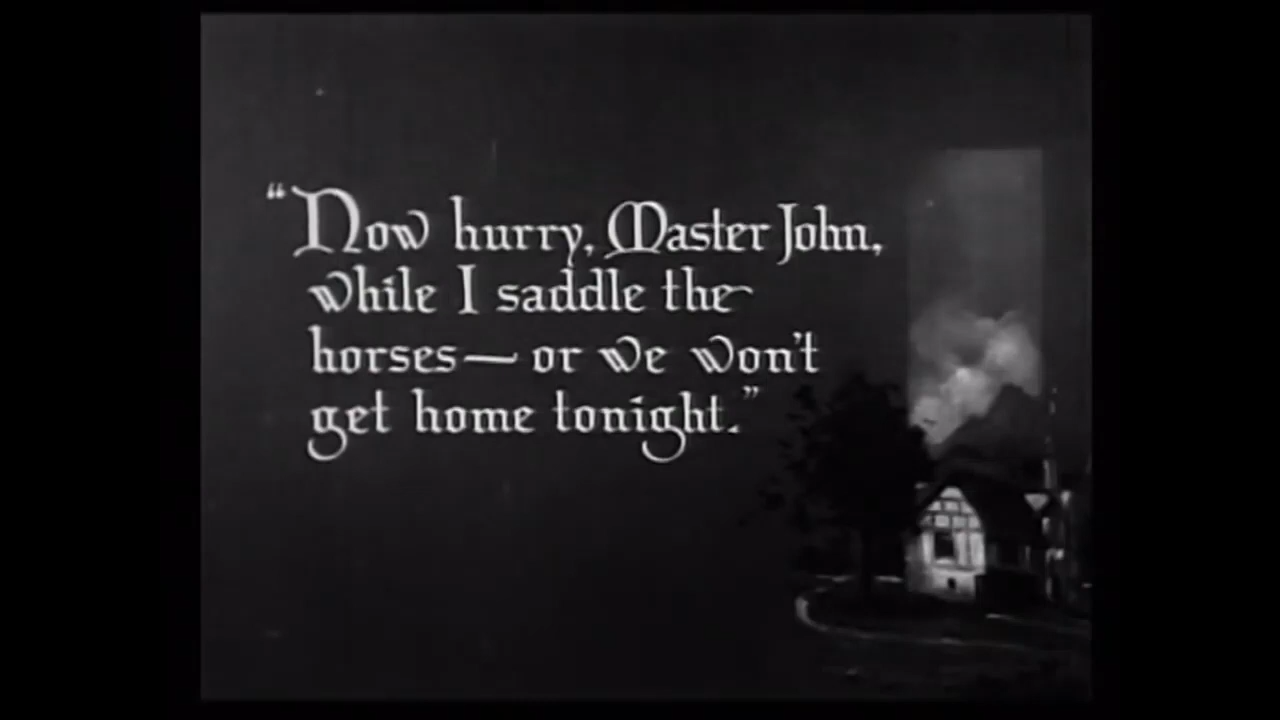 “Now hurry, Master John,
while I saddle the
horses — or we won't
get home tonight.”